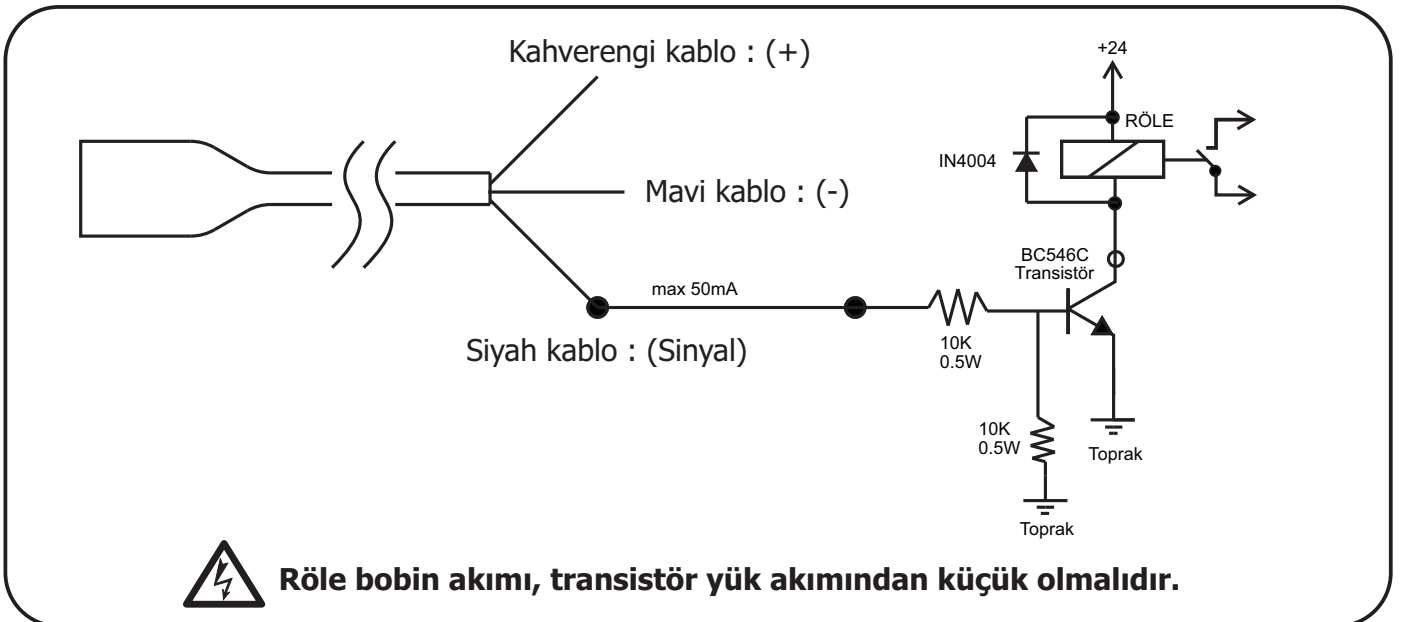 Kahverengi kablo : (+)
+24
RÖLE
IN4004
Mavi kablo : (-)
BC546C
Transistör
max 50mA
Siyah kablo : (Sinyal)
10K
0.5W
10K
0.5W
Toprak
Toprak
Röle bobin akımı, transistör yük akımından küçük olmalıdır.